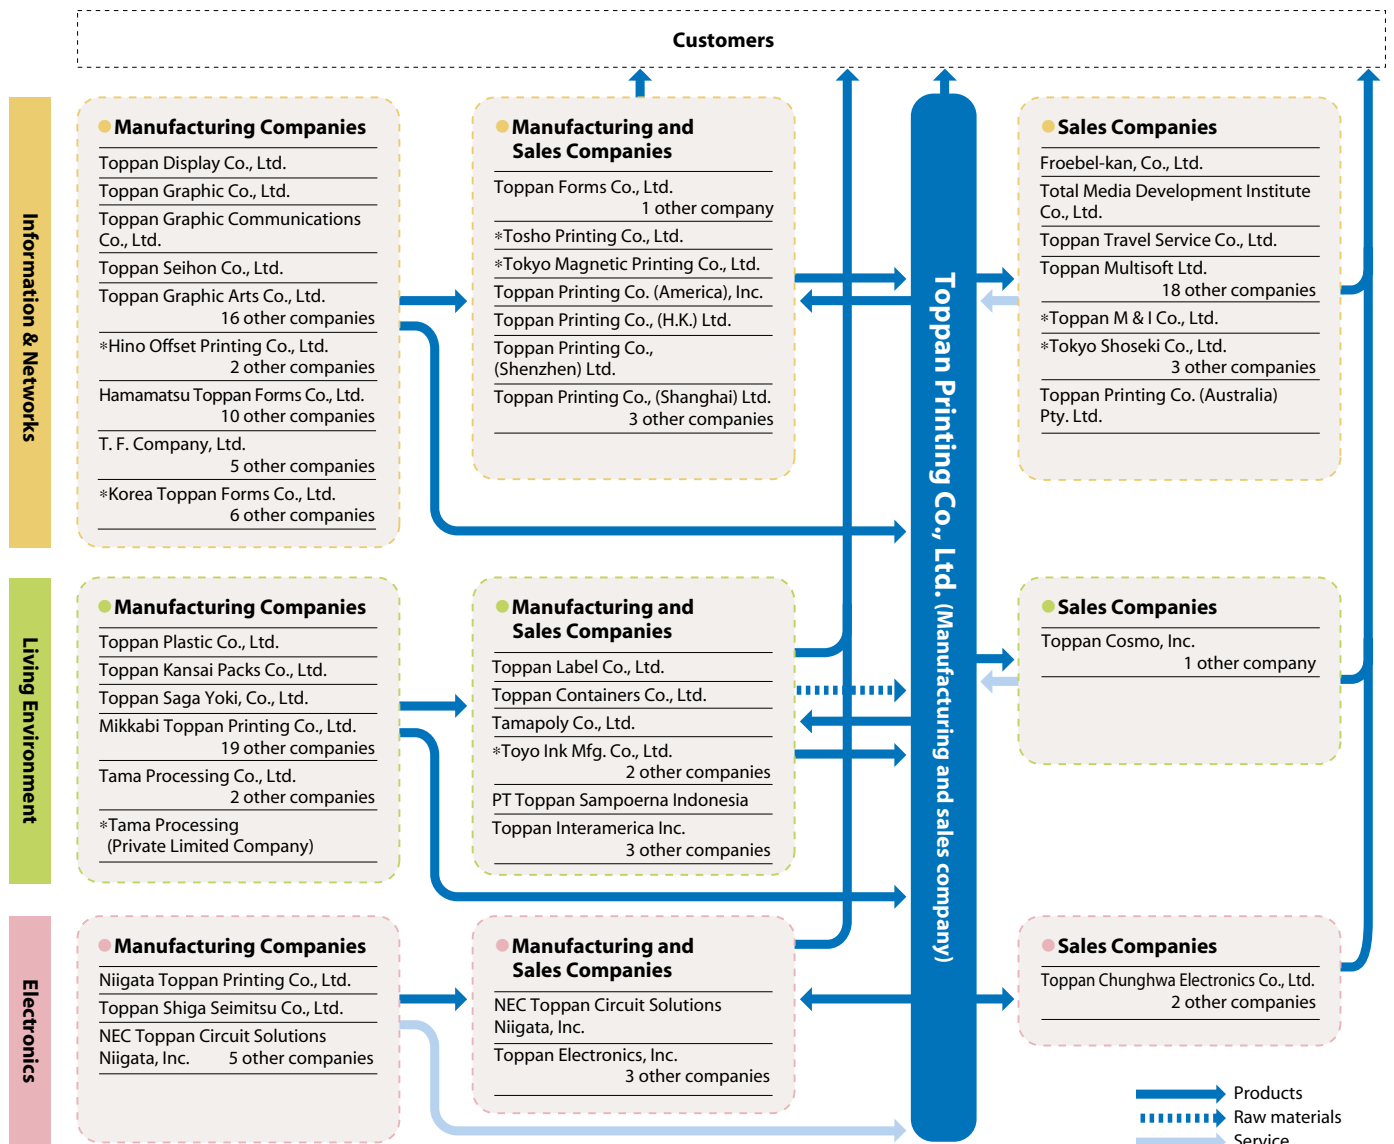 Customers
Information & Networks
Manufacturing Companies
Toppan Display Co., Ltd.
Toppan Graphic Co., Ltd.
Toppan Graphic Communications
Co., Ltd.
Toppan Seihon Co., Ltd.
Toppan Graphic Arts Co., Ltd.
16 other companies
*Hino Offset Printing Co., Ltd.
2 other companies
Hamamatsu Toppan Forms Co., Ltd.
10 other companies
T. F. Company, Ltd.
5 other companies
*Korea Toppan Forms Co., Ltd.
6 other companies
Manufacturing and
Sales Companies
Toppan Forms Co., Ltd.
1 other company
*Tosho Printing Co., Ltd.
*Tokyo Magnetic Printing Co., Ltd.
Toppan Printing Co. (America), Inc.
Toppan Printing Co., (H.K.) Ltd.
Toppan Printing Co.,
(Shenzhen) Ltd.
Toppan Printing Co., (Shanghai) Ltd.
3 other companies
Toppan Printing Co., Ltd. (Manufacturing and sales company)
Sales Companies
Froebel-kan, Co., Ltd.
Total Media Development Institute
Co., Ltd.
Toppan Travel Service Co., Ltd.
Toppan Multisoft Ltd.
18 other companies
*Toppan M & I Co., Ltd.
*Tokyo Shoseki Co., Ltd.
3 other companies
Toppan Printing Co. (Australia)
Pty. Ltd.
Living Environment
Manufacturing Companies
Toppan Plastic Co., Ltd.
Toppan Kansai Packs Co., Ltd.
Toppan Saga Yoki, Co., Ltd.
Mikkabi Toppan Printing Co., Ltd.
19 other companies
Tama Processing Co., Ltd.
2 other companies
*Tama Processing
(Private Limited Company)
Manufacturing and
Sales Companies
Toppan Label Co., Ltd.
Toppan Containers Co., Ltd.
Tamapoly Co., Ltd.
*Toyo Ink Mfg. Co., Ltd.
2 other companies
PT Toppan Sampoerna Indonesia
Toppan Interamerica Inc.
3 other companies
Sales Companies
Toppan Cosmo, Inc.
1 other company
Electronics
Manufacturing Companies
Niigata Toppan Printing Co., Ltd.
Toppan Shiga Seimitsu Co., Ltd.
NEC Toppan Circuit Solutions
Niigata, Inc. 5 other companies
Manufacturing and
Sales Companies
NEC Toppan Circuit Solutions
Niigata, Inc.
Toppan Electronics, Inc.
3 other companies
Sales Companies
Toppan Chunghwa Electronics Co., Ltd.
2 other companies
Products
Raw materials
Service